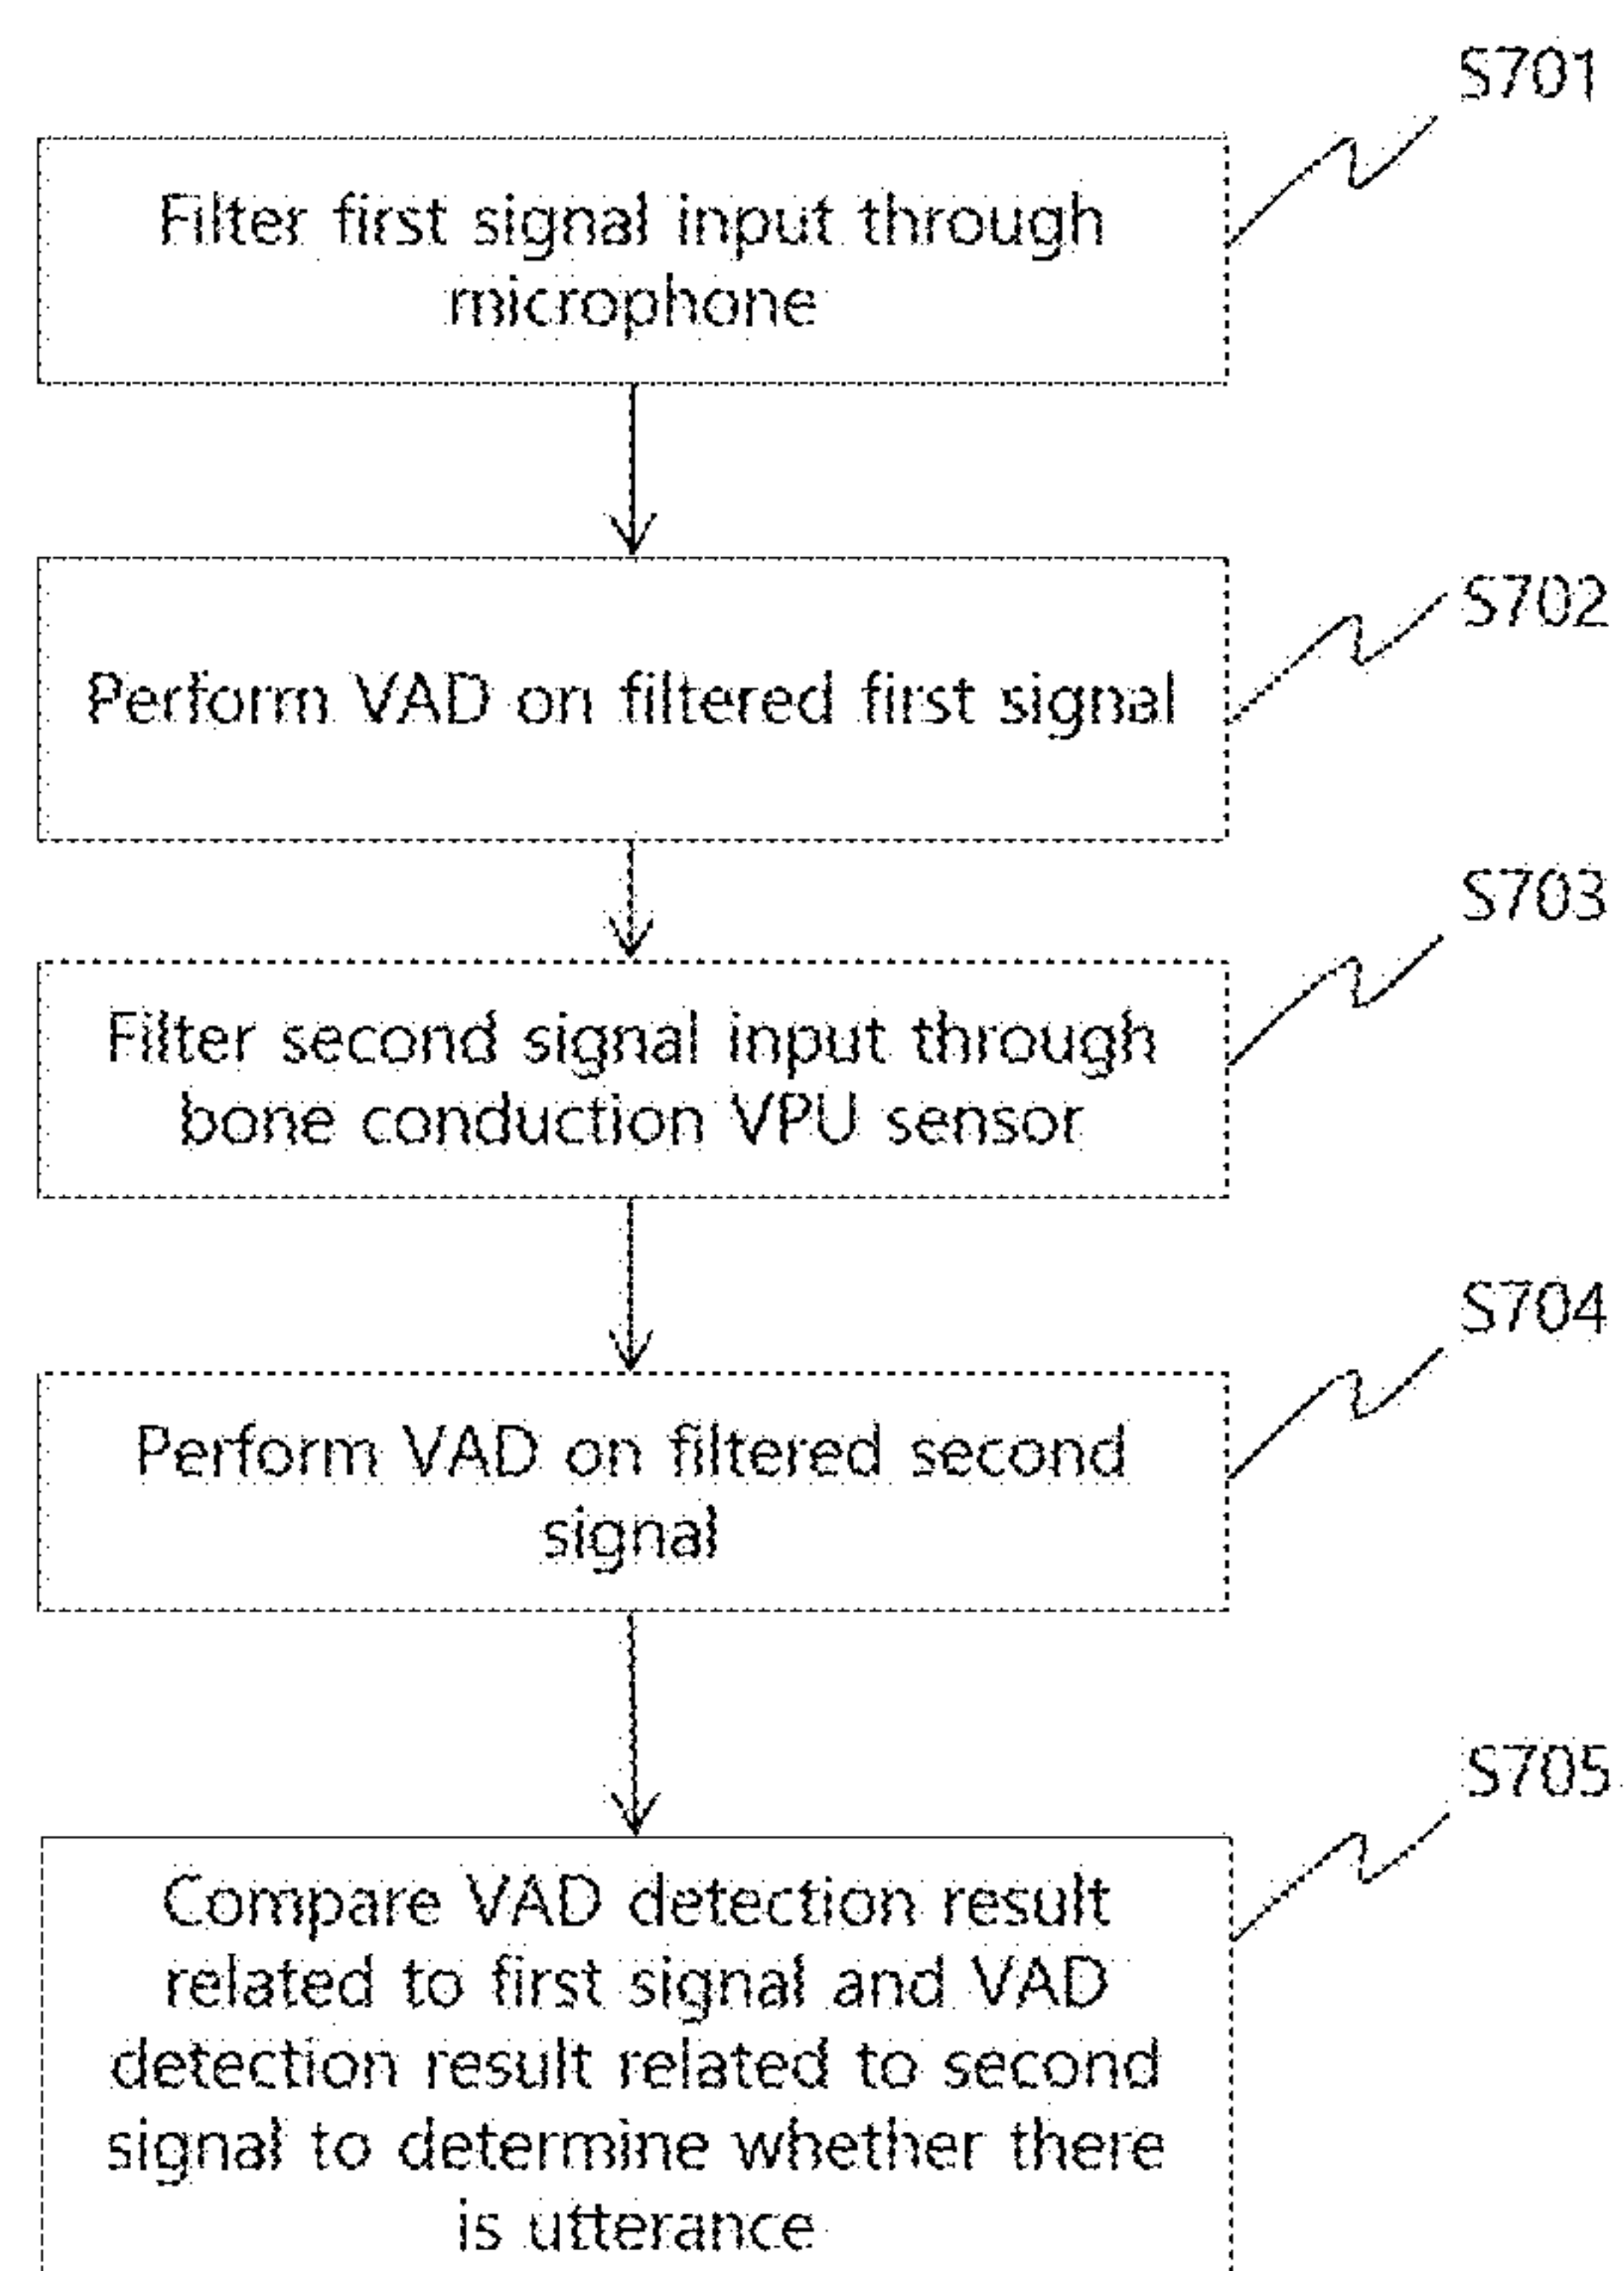 S701
Filter first signal input through
microphone
S702
Perform VAD on filtered first signal
S703
Filter second signal input through
bone conduction VPU sensor
S704
Perform VAD on filtered second
signal
S705
Compare VAD detection result
related to first signal and VAD
detection result related to second
signal to determine whether there
is utterance